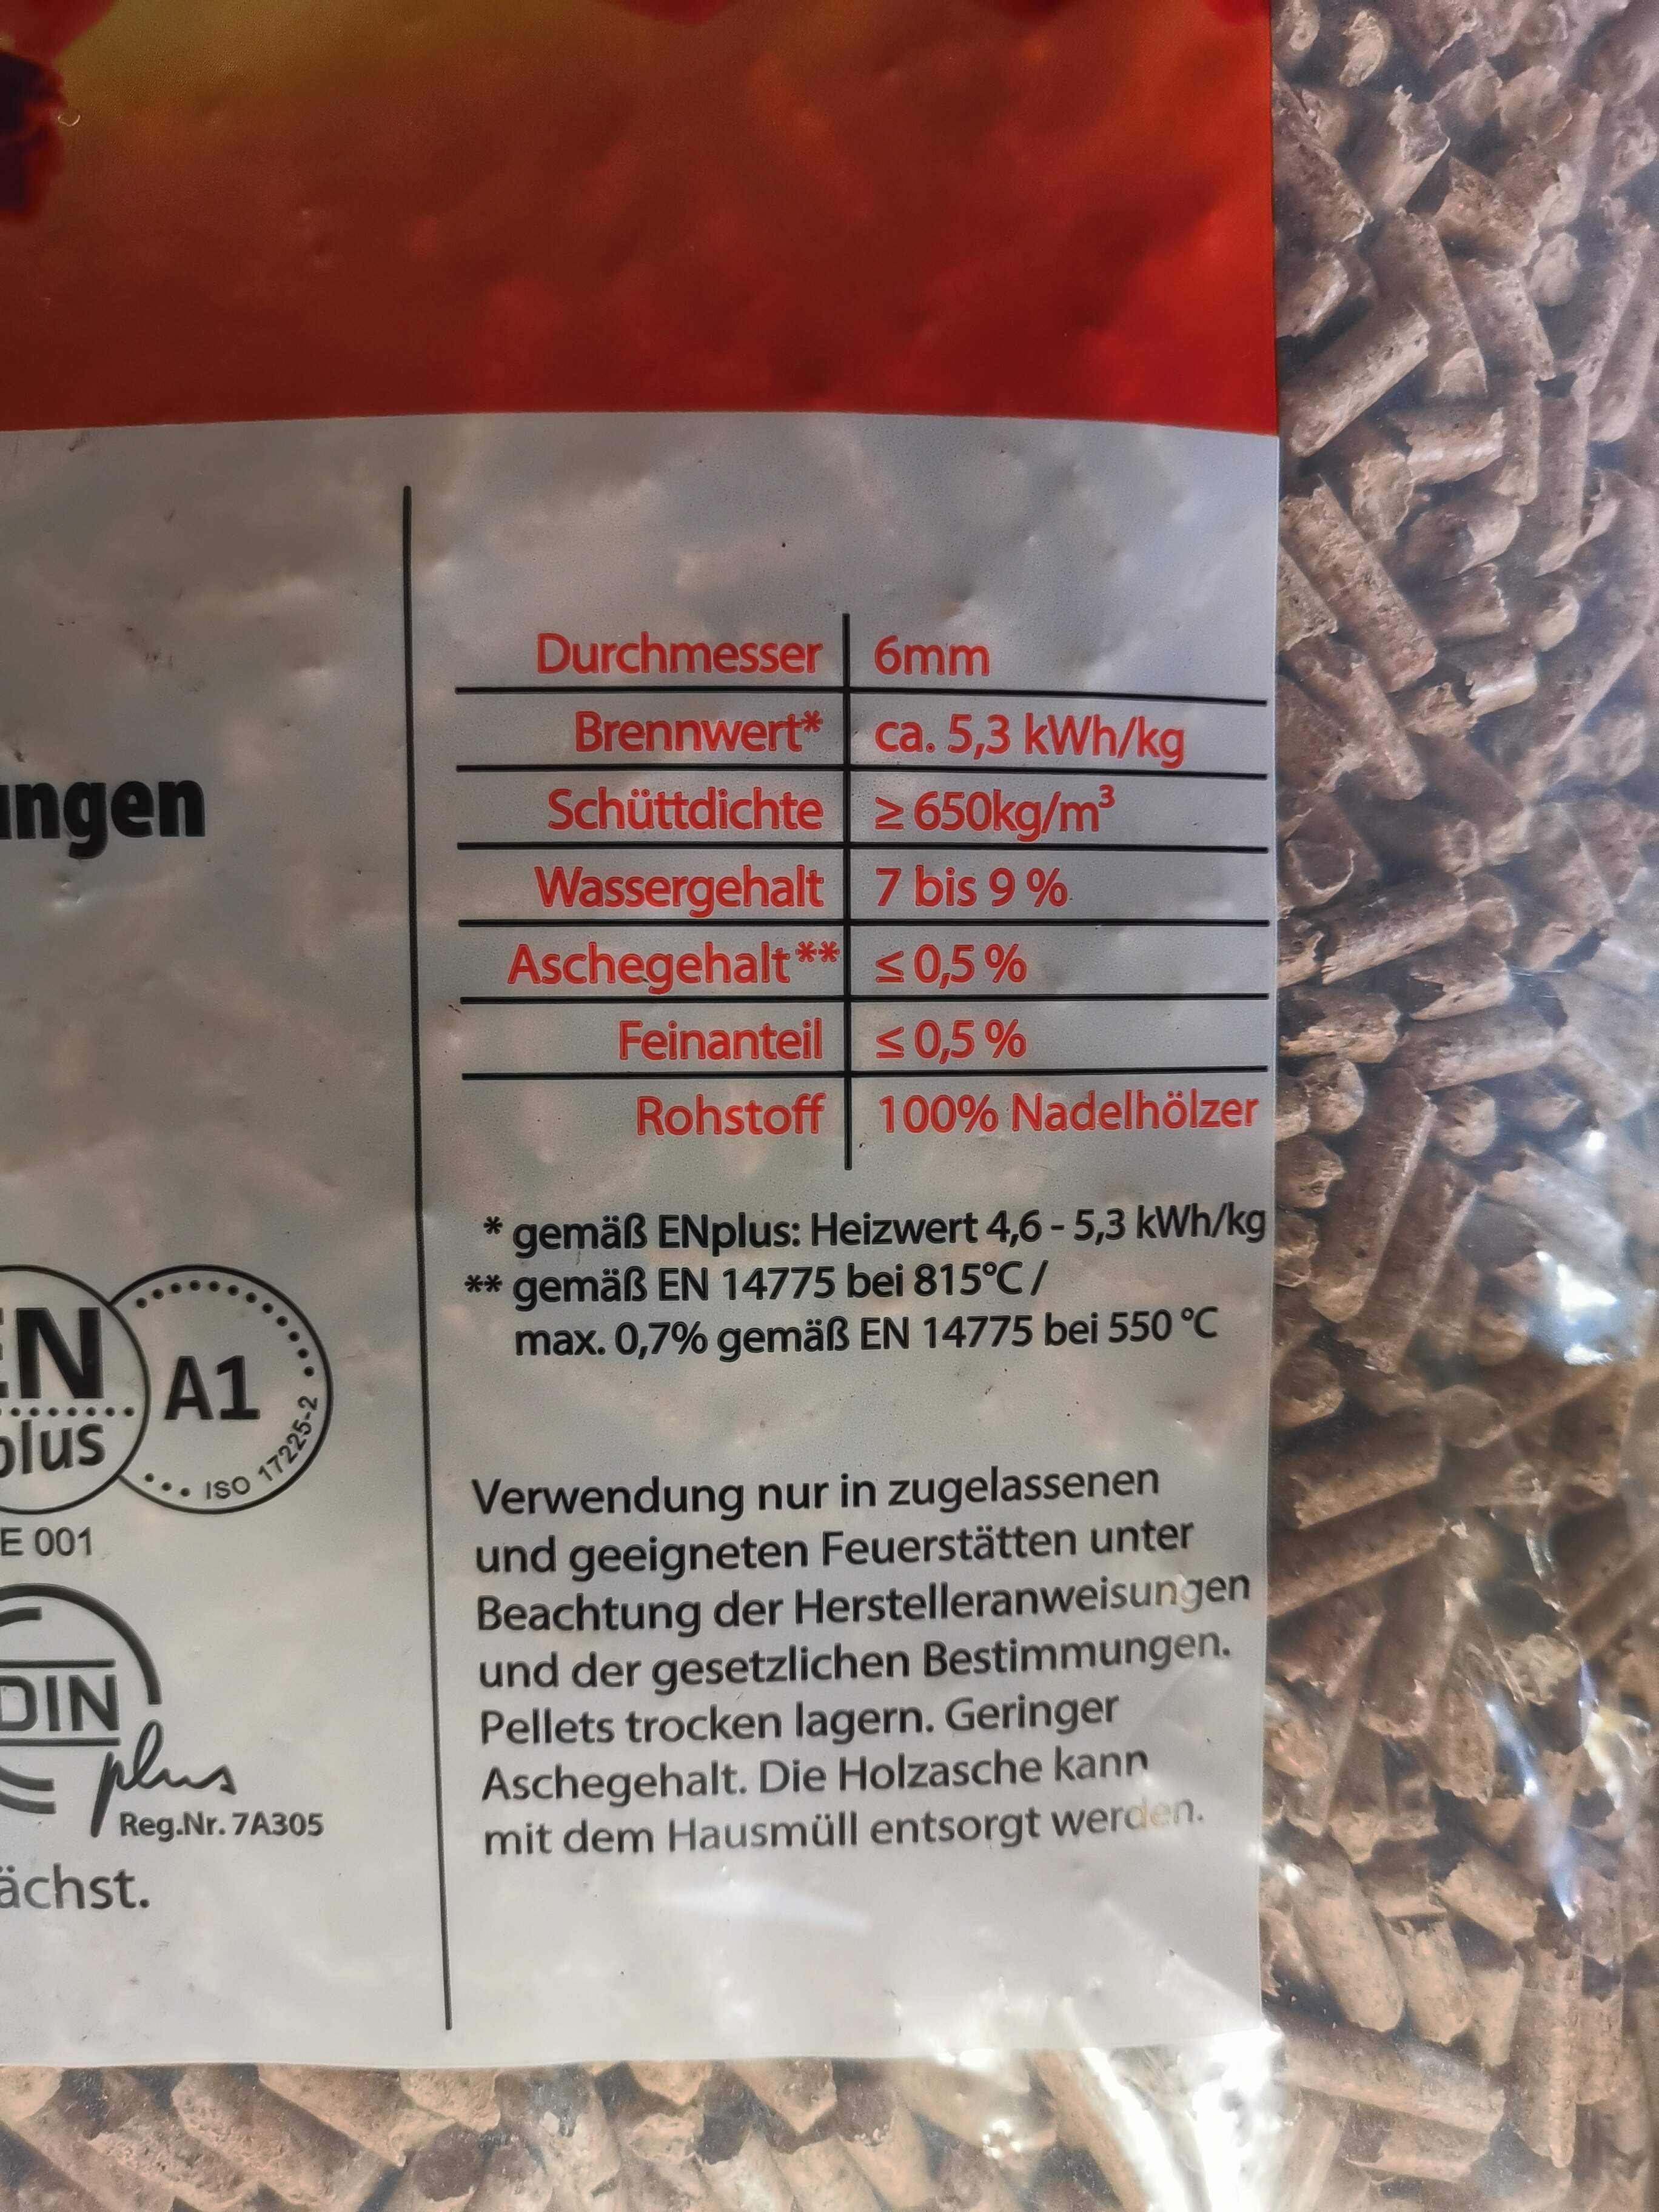 Durchmesser 6mm
Brennwert* ca. 5,3 kWh/kg
Schüttdichte ≥ 650kg/m³
Wassergehalt 7 bis 9 %
Aschegehalt** ≤ 0,5 %
Feinanteil ≤ 0,5 %
Rohstoff 100% Nadelhölzer
* gemäß ENplus: Heizwert 4,6 - 5,3 kWh/kg
** gemäß EN 14775 bei 815°C /
max. 0,7% gemäß EN 14775 bei 550 °C
Verwendung nur in zugelassenen
und geeigneten Feuerstätten unter
Beachtung der Herstelleranweisungen
und der gesetzlichen Bestimmungen.
Pellets trocken lagern. Geringer
Aschegehalt. Die Holzasche kann
mit dem Hausmüll entsorgt werden.
EN
plus
A1
ISO 17225-2
E 001
DIN
plus
Reg.Nr. 7A305